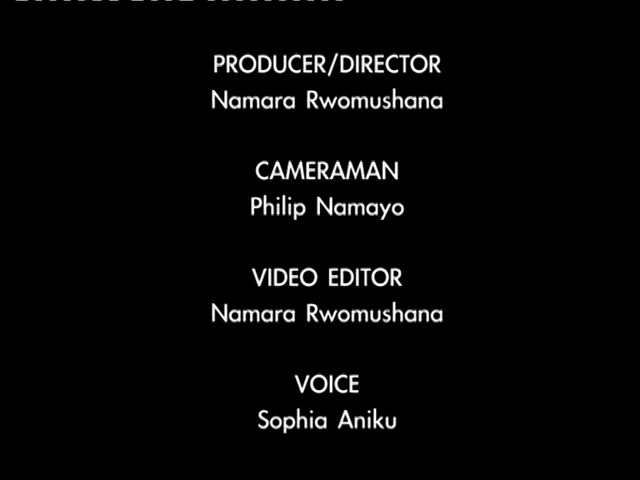 PRODUCER/DIRECTOR
Namara Rwomushana
CAMERAMAN
Philip Namayo
VIDEO EDITOR
Namara Rwomushana
VOICE
Sophia Aniku